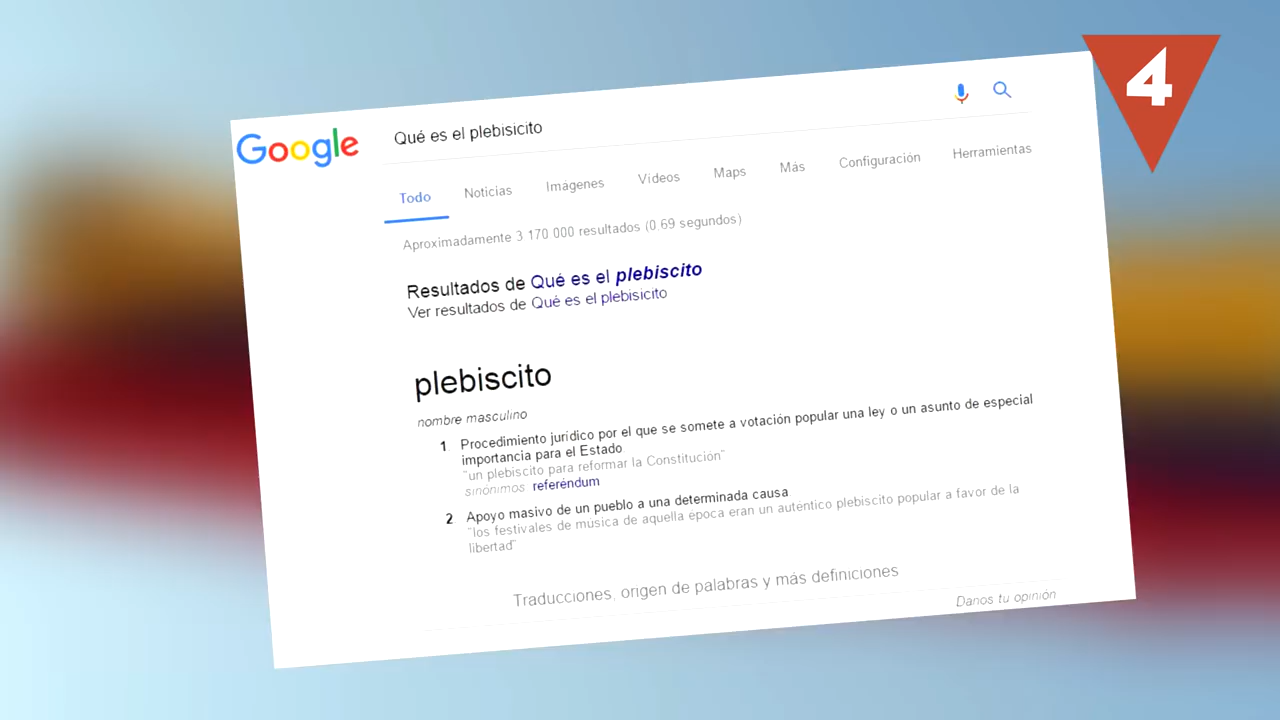 4
Google
Qué es el plebisicito
Todo Noticias Imágenes Vídeos Maps Más Configuración Herramientas
Aproximadamente 3 170 000 resultados (0,69 segundos)
Resultados de Qué es el plebiscito
Ver resultados de Qué es el plebisicito
plebiscito
nombre masculino
1 Procedimiento jurídico por el que se somete a votación popular una ley o un asunto de especial
importancia para el Estado
"un plebiscito para reformar la Constitución"
sinónimos referéndum
2 Apoyo masivo de un pueblo a una determinada causa
"los festivales de música de aquella época eran un auténtico plebiscito popular a favor de la
libertad"
Traducciones, origen de palabras y más definiciones
Danos tu opinión